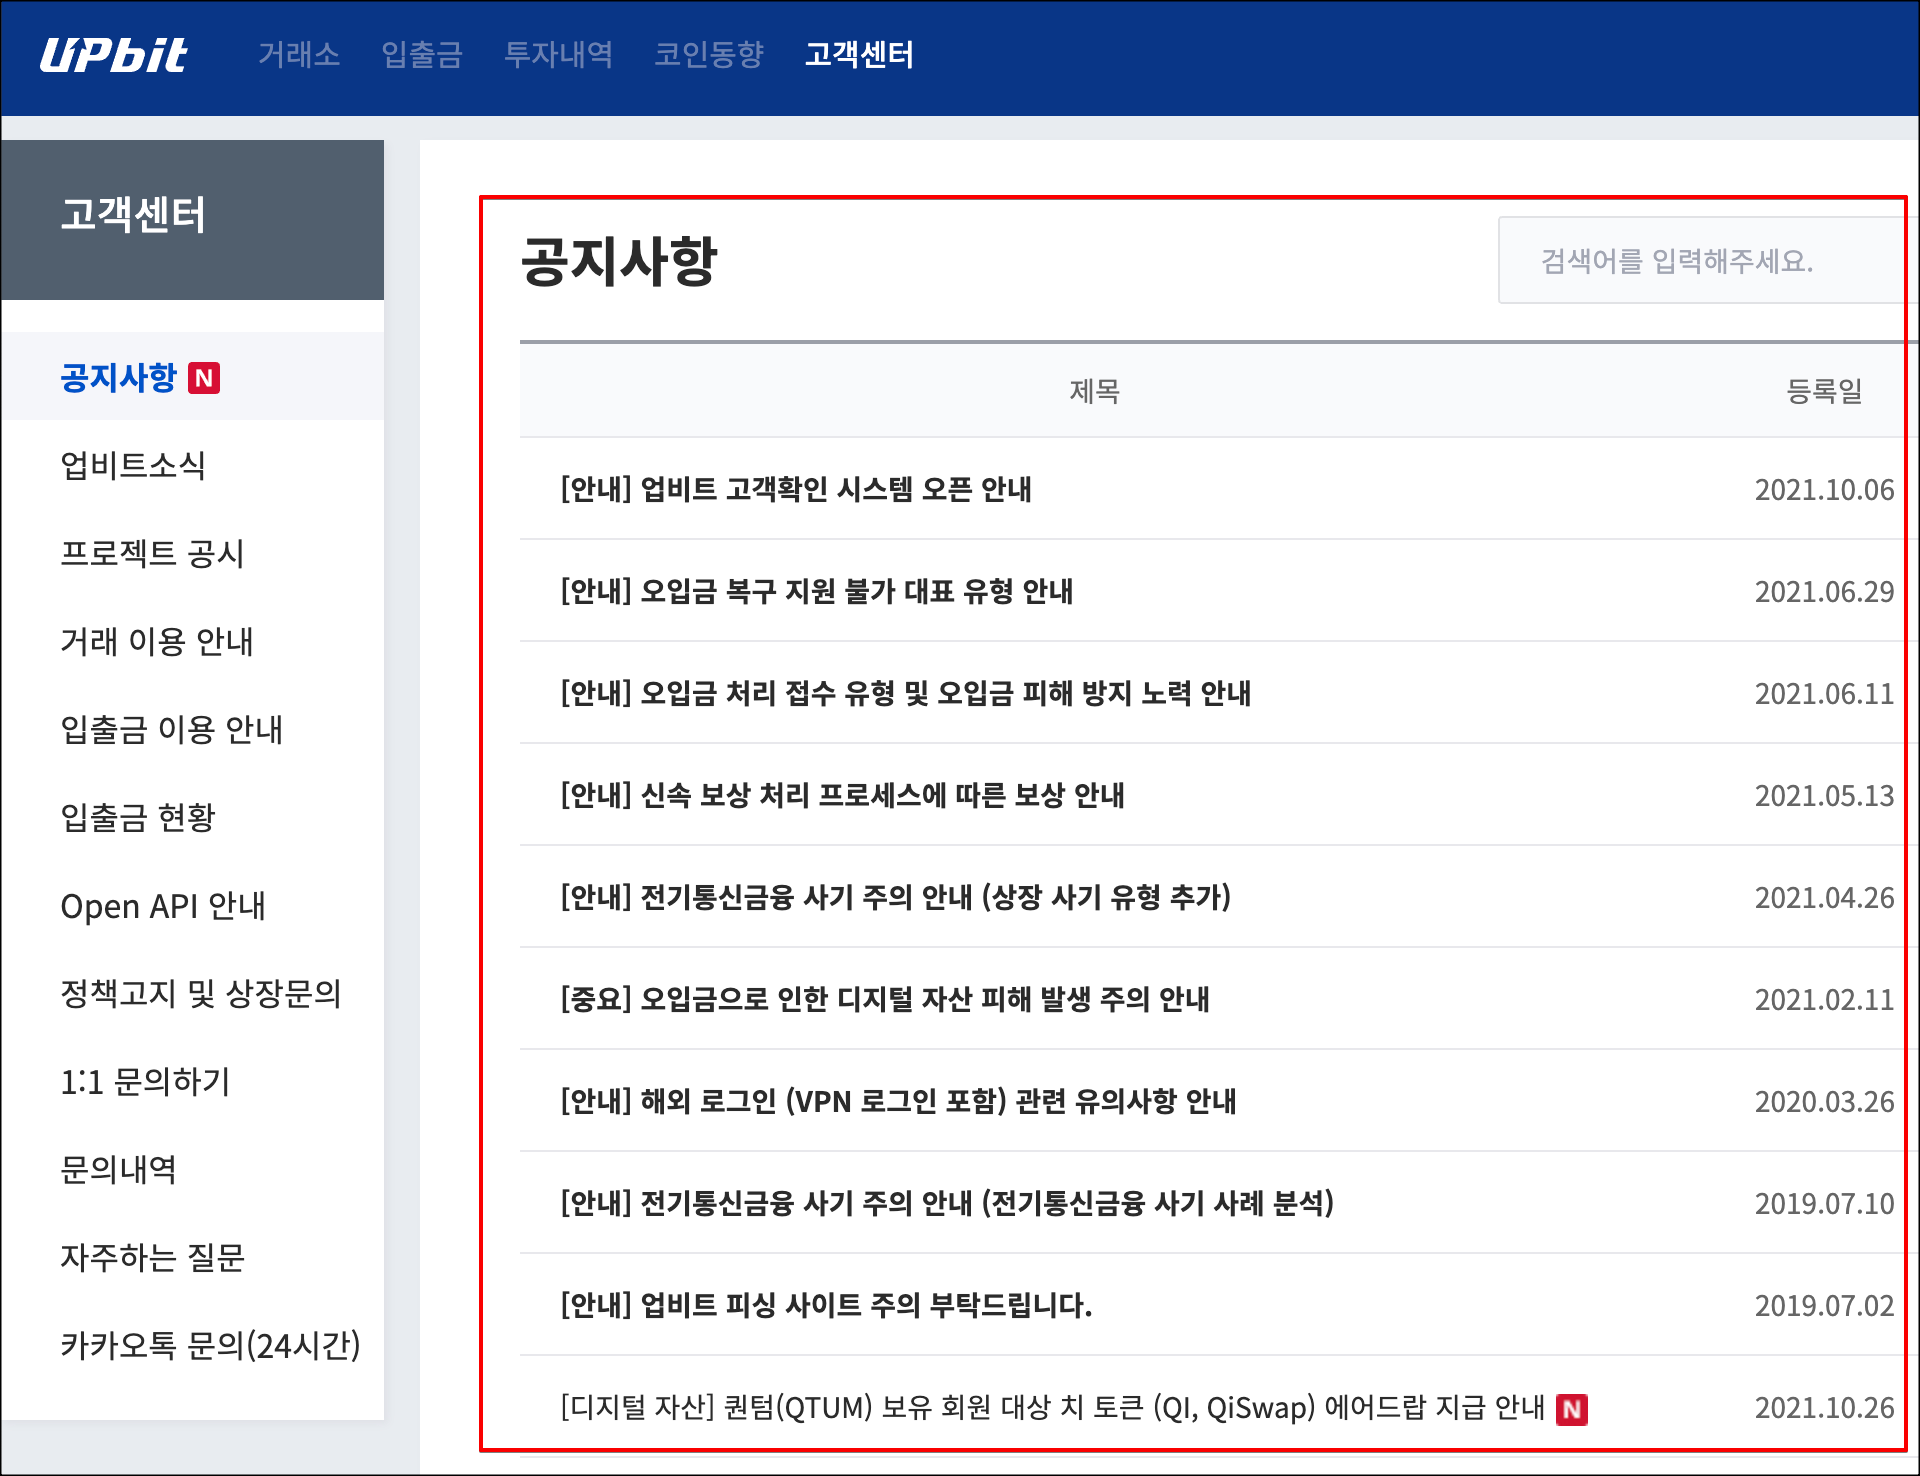 UPbit 거래소 입출금 투자내역 코인동향 고객센터
고객센터
공지사항 N
업비트소식
프로젝트 공시
거래 이용 안내
입출금 이용 안내
입출금 현황
Open API 안내
정책고지 및 상장문의
1:1 문의하기
문의내역
자주하는 질문
카카오톡 문의(24시간)
공지사항
검색어를 입력해주세요.
제목 등록일
[안내] 업비트 고객확인 시스템 오픈 안내 2021.10.06
[안내] 오입금 복구 지원 불가 대표 유형 안내 2021.06.29
[안내] 오입금 처리 접수 유형 및 오입금 피해 방지 노력 안내 2021.06.11
[안내] 신속 보상 처리 프로세스에 따른 보상 안내 2021.05.13
[안내] 전기통신금융 사기 주의 안내 (상장 사기 유형 추가) 2021.04.26
[중요] 오입금으로 인한 디지털 자산 피해 발생 주의 안내 2021.02.11
[안내] 해외 로그인 (VPN 로그인 포함) 관련 유의사항 안내 2020.03.26
[안내] 전기통신금융 사기 주의 안내 (전기통신금융 사기 사례 분석) 2019.07.10
[안내] 업비트 피싱 사이트 주의 부탁드립니다. 2019.07.02
[디지털 자산] 퀀텀(QTUM) 보유 회원 대상 치 토큰 (QI, QiSwap) 에어드랍 지급 안내 N 2021.10.26